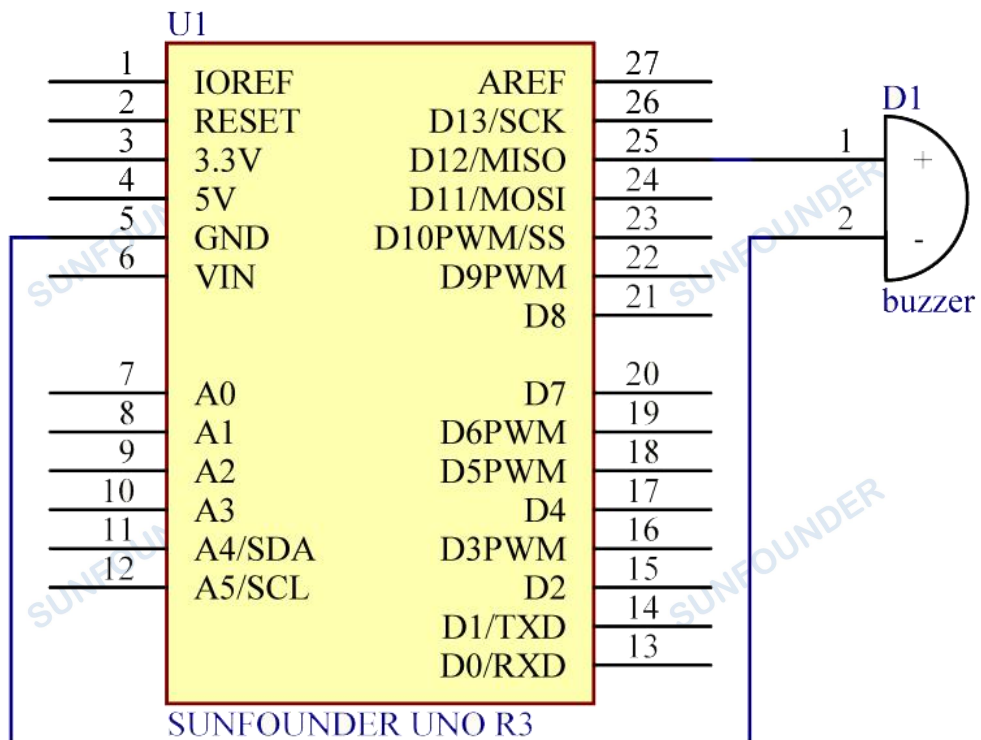 U1
1 IOREF AREF 27
2 RESET D13/SCK 26
3 3.3V D12/MISO 25
4 5V D11/MOSI 24
5 GND D10PWM/SS 23
6 VIN D9PWM 22
D8 21
7 A0 D7 20
8 A1 D6PWM 19
9 A2 D5PWM 18
10 A3 D4 17
11 A4/SDA D3PWM 16
12 A5/SCL D2 15
D1/TXD 14
D0/RXD 13
SUNFOUNDER UNO R3
D1
1 +
2 -
buzzer
SUNFOUNDER
SUNFOUNDER
SUNFOUNDER
SUNFOUNDER